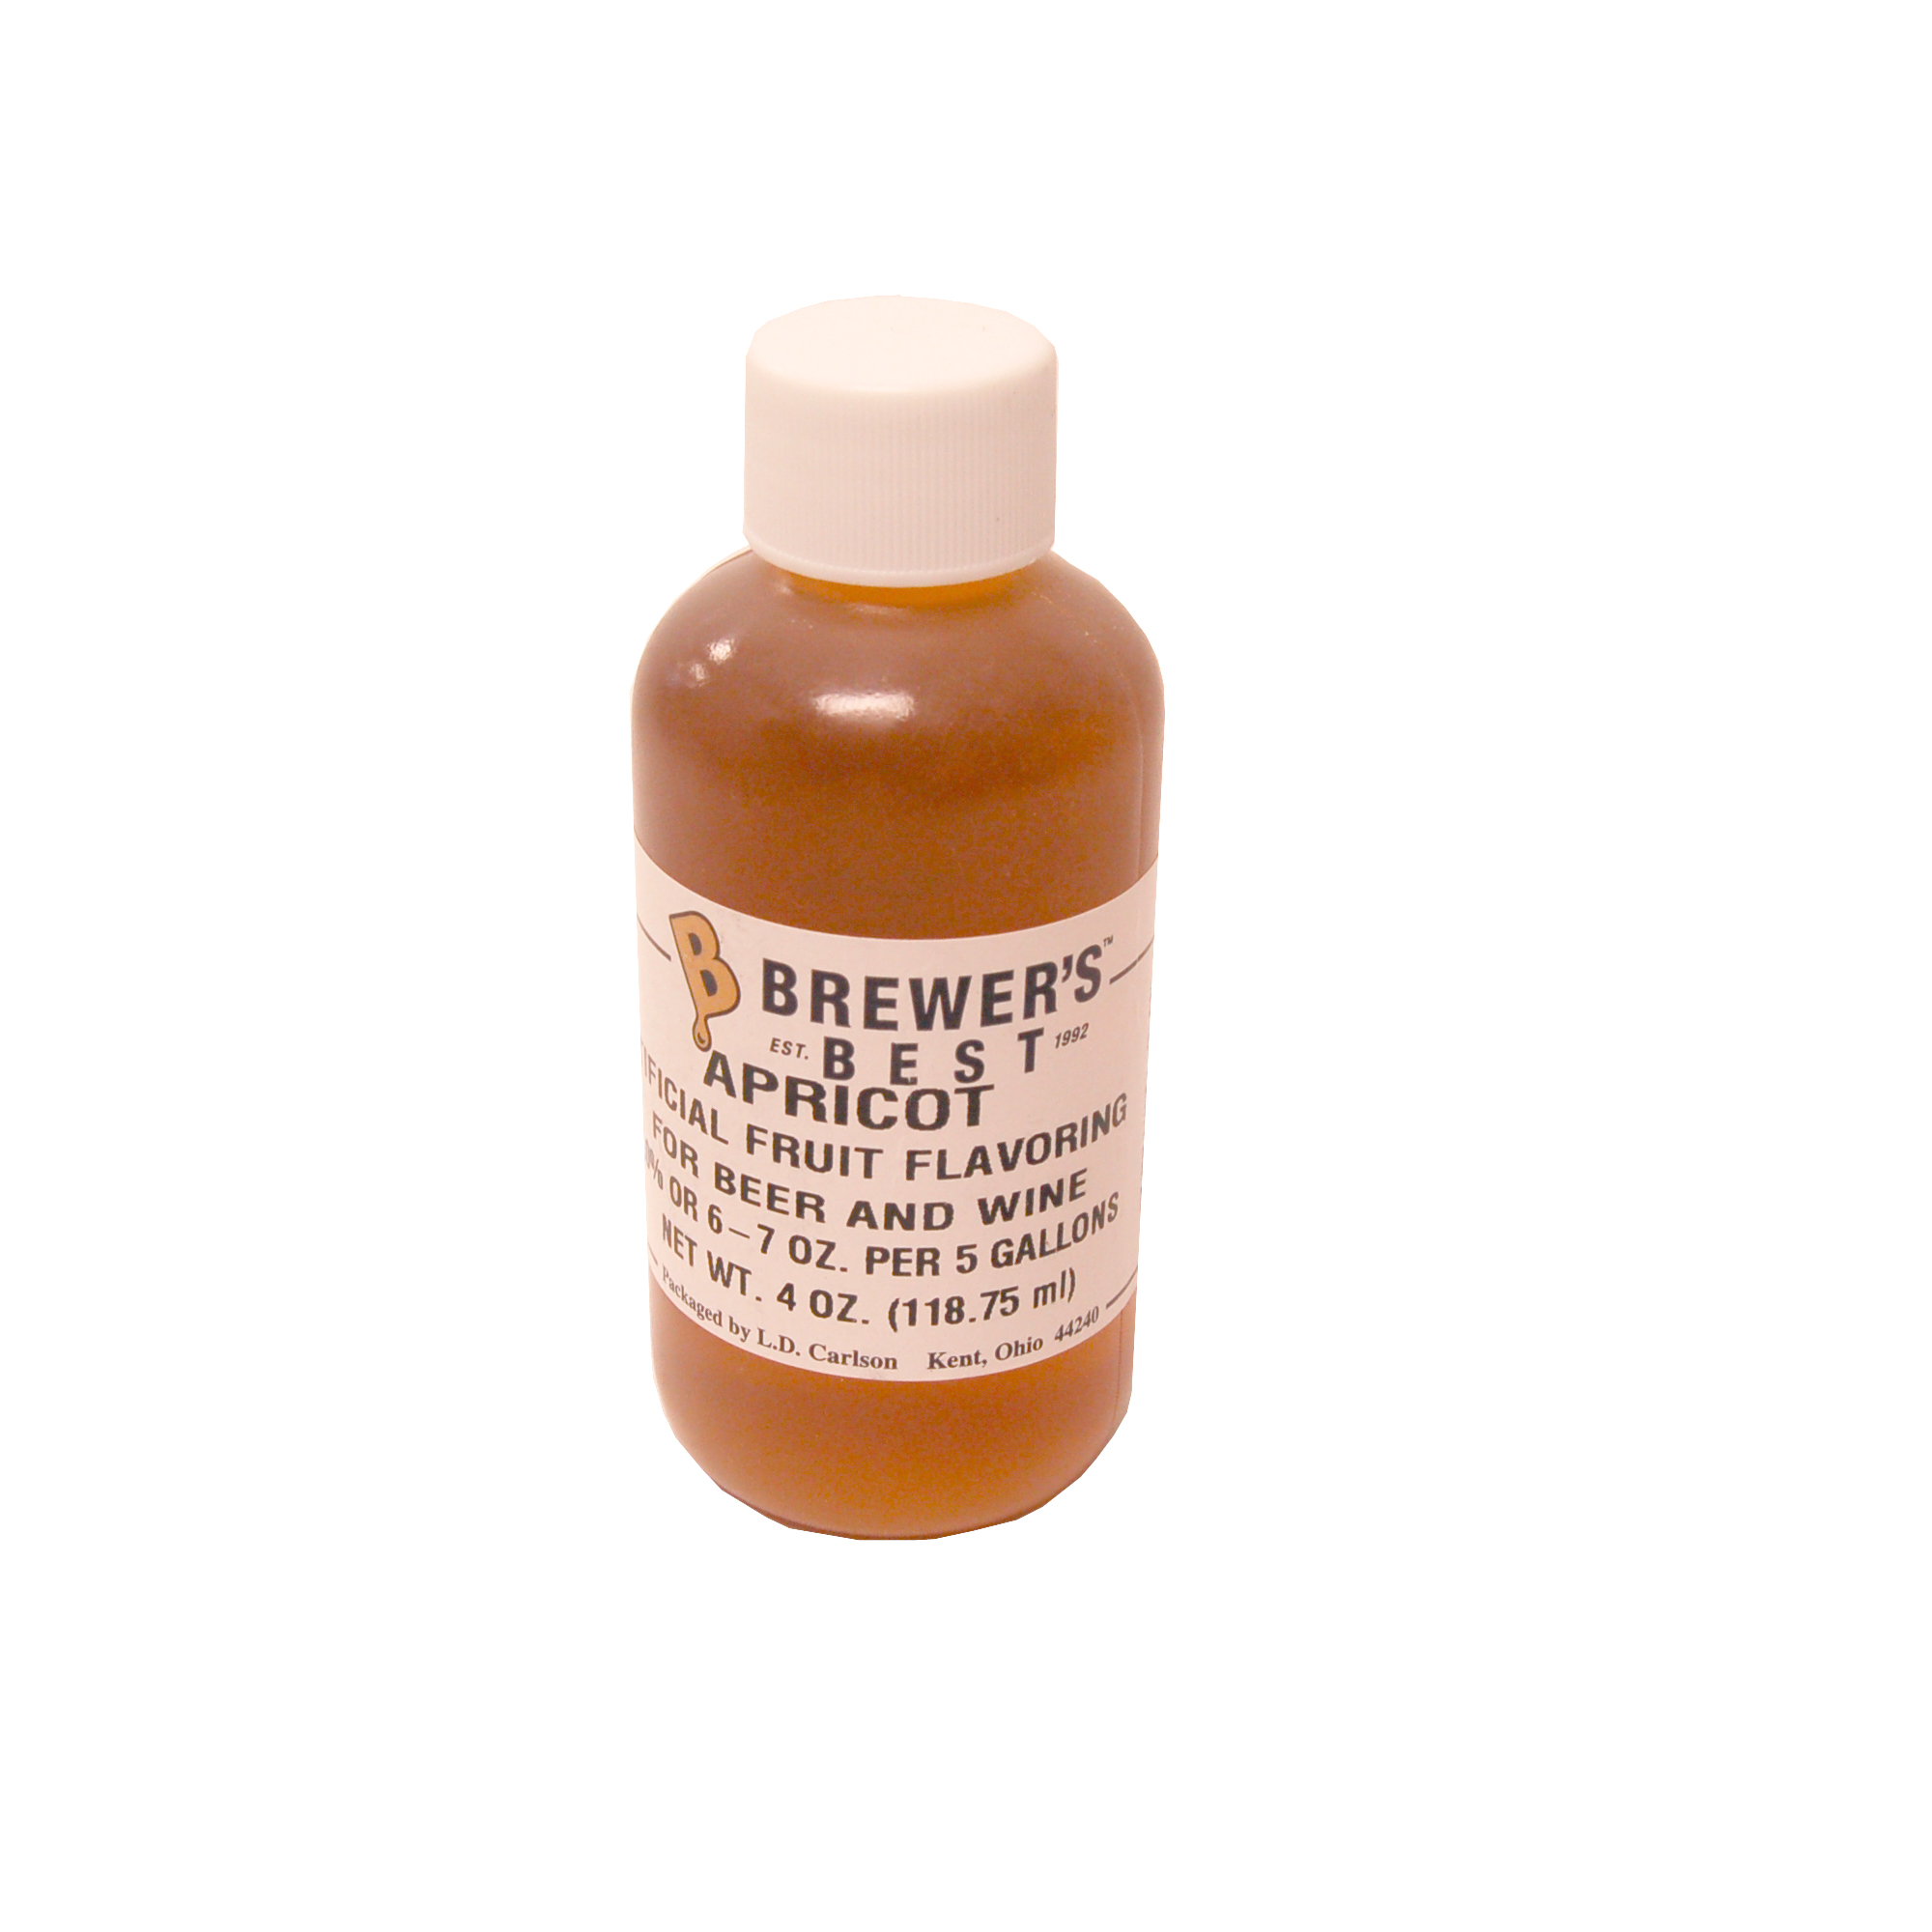 B BREWER'S™
EST. BEST 1992
APRICOT
FRUIT FLAVORING
FOR BEER AND WINE
OR 6-7 OZ. PER 5 GALLONS
NET WT. 4 OZ. (118.75 ml)
Packaged by L.D. Carlson Kent, Ohio 44240